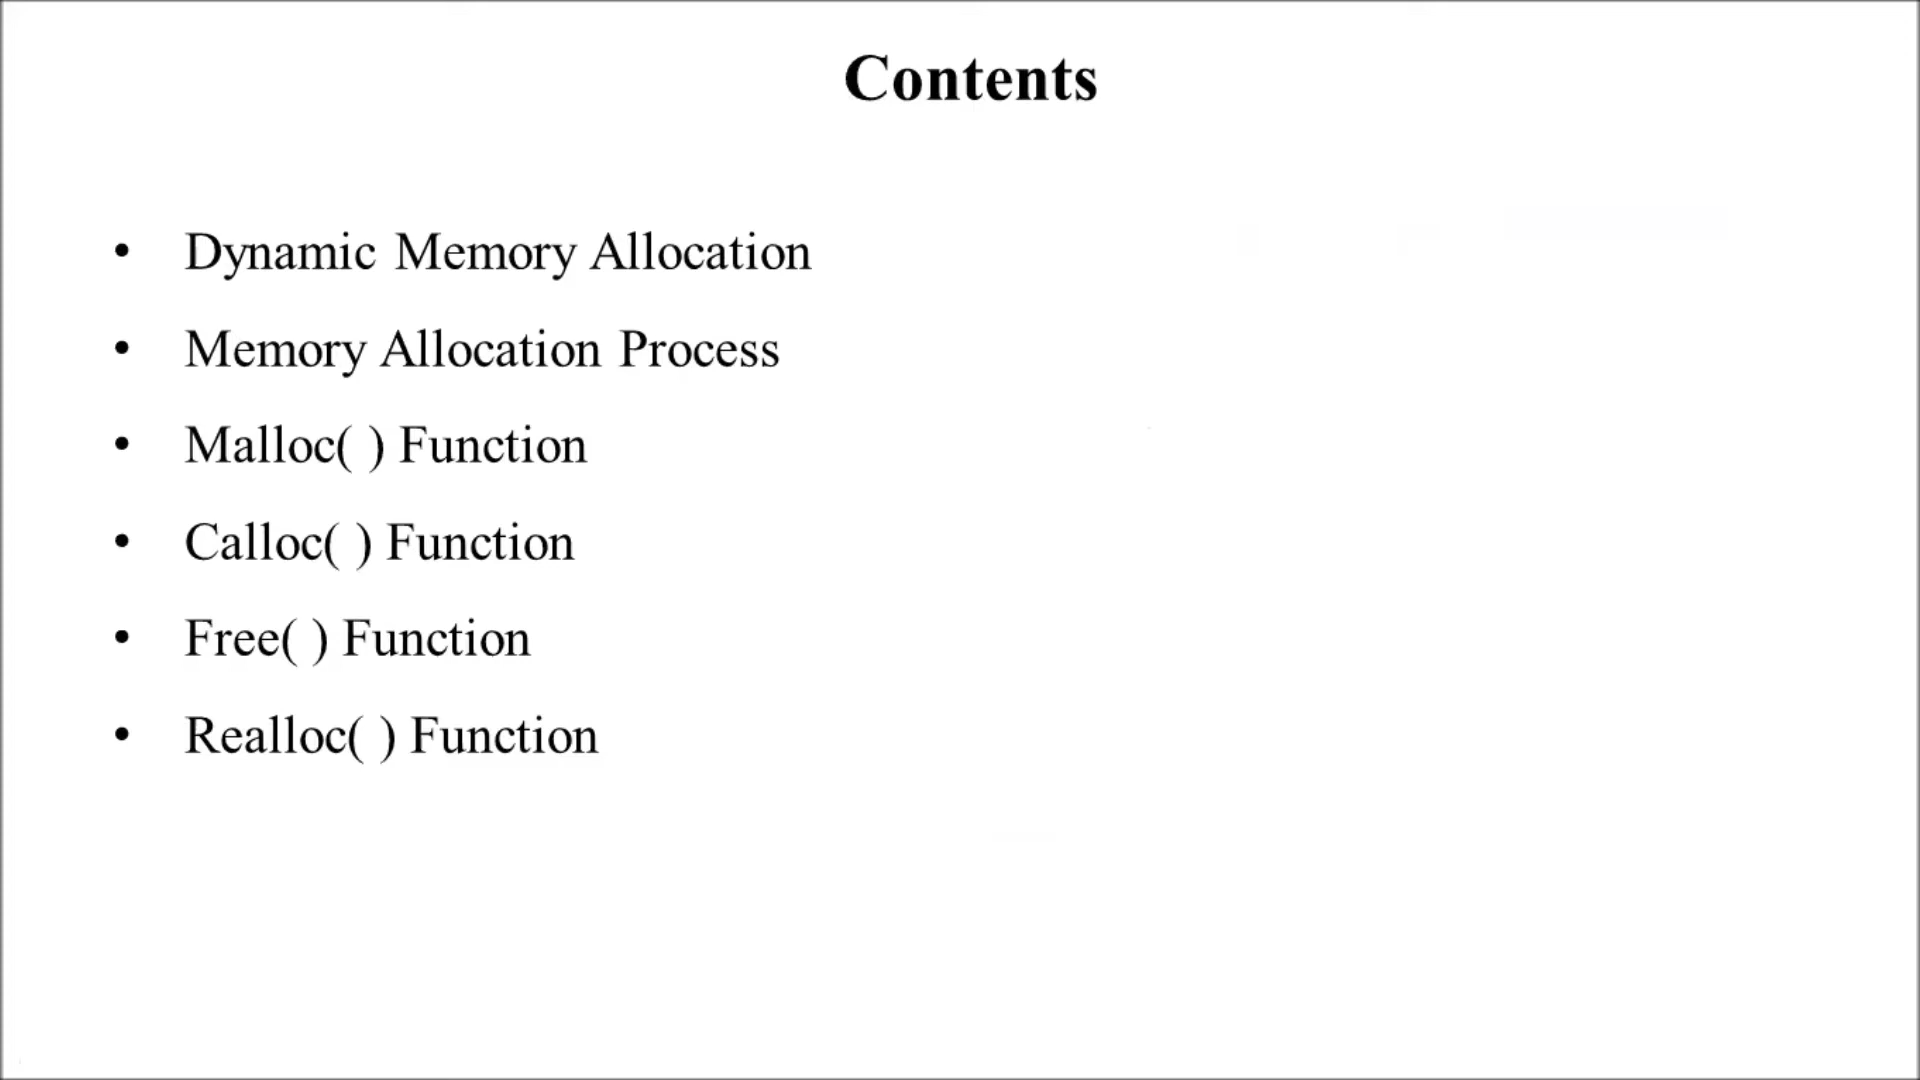 Contents
• Dynamic Memory Allocation
• Memory Allocation Process
• Malloc( ) Function
• Calloc( ) Function
• Free( ) Function
• Realloc( ) Function